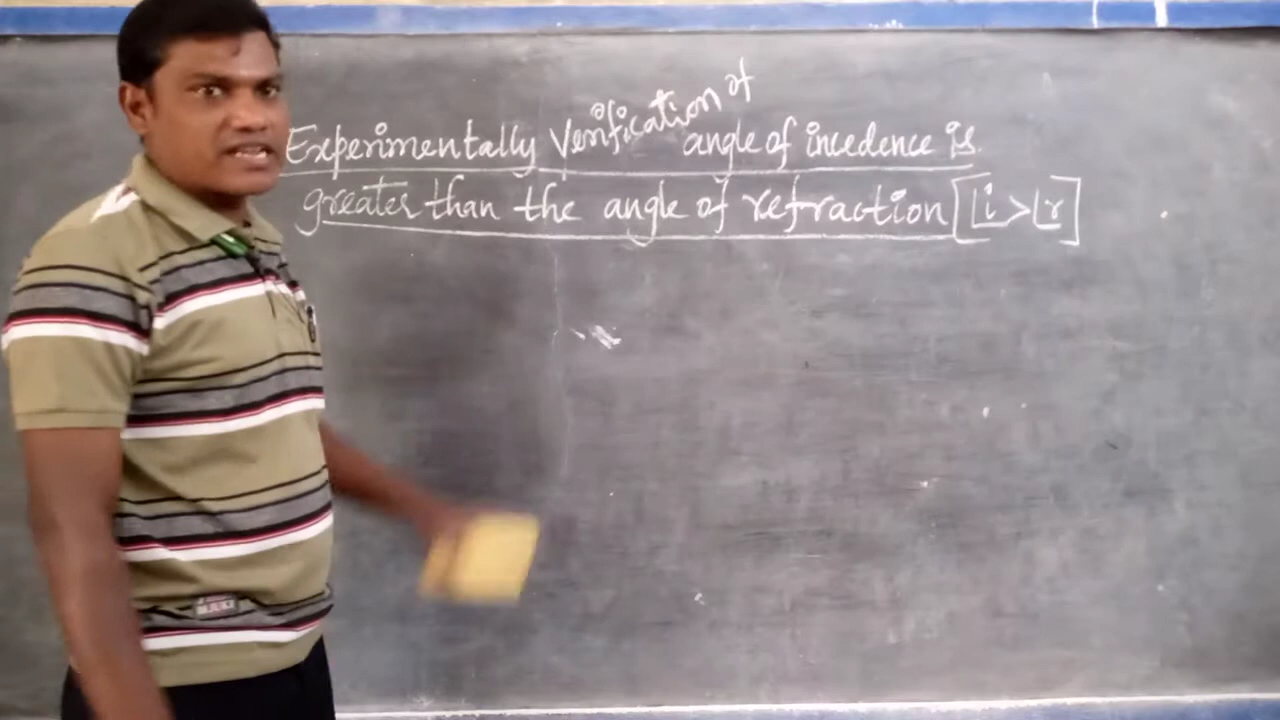 Experimentally Verification of angle of incedence is
greater than the angle of refraction [∠i > ∠r]